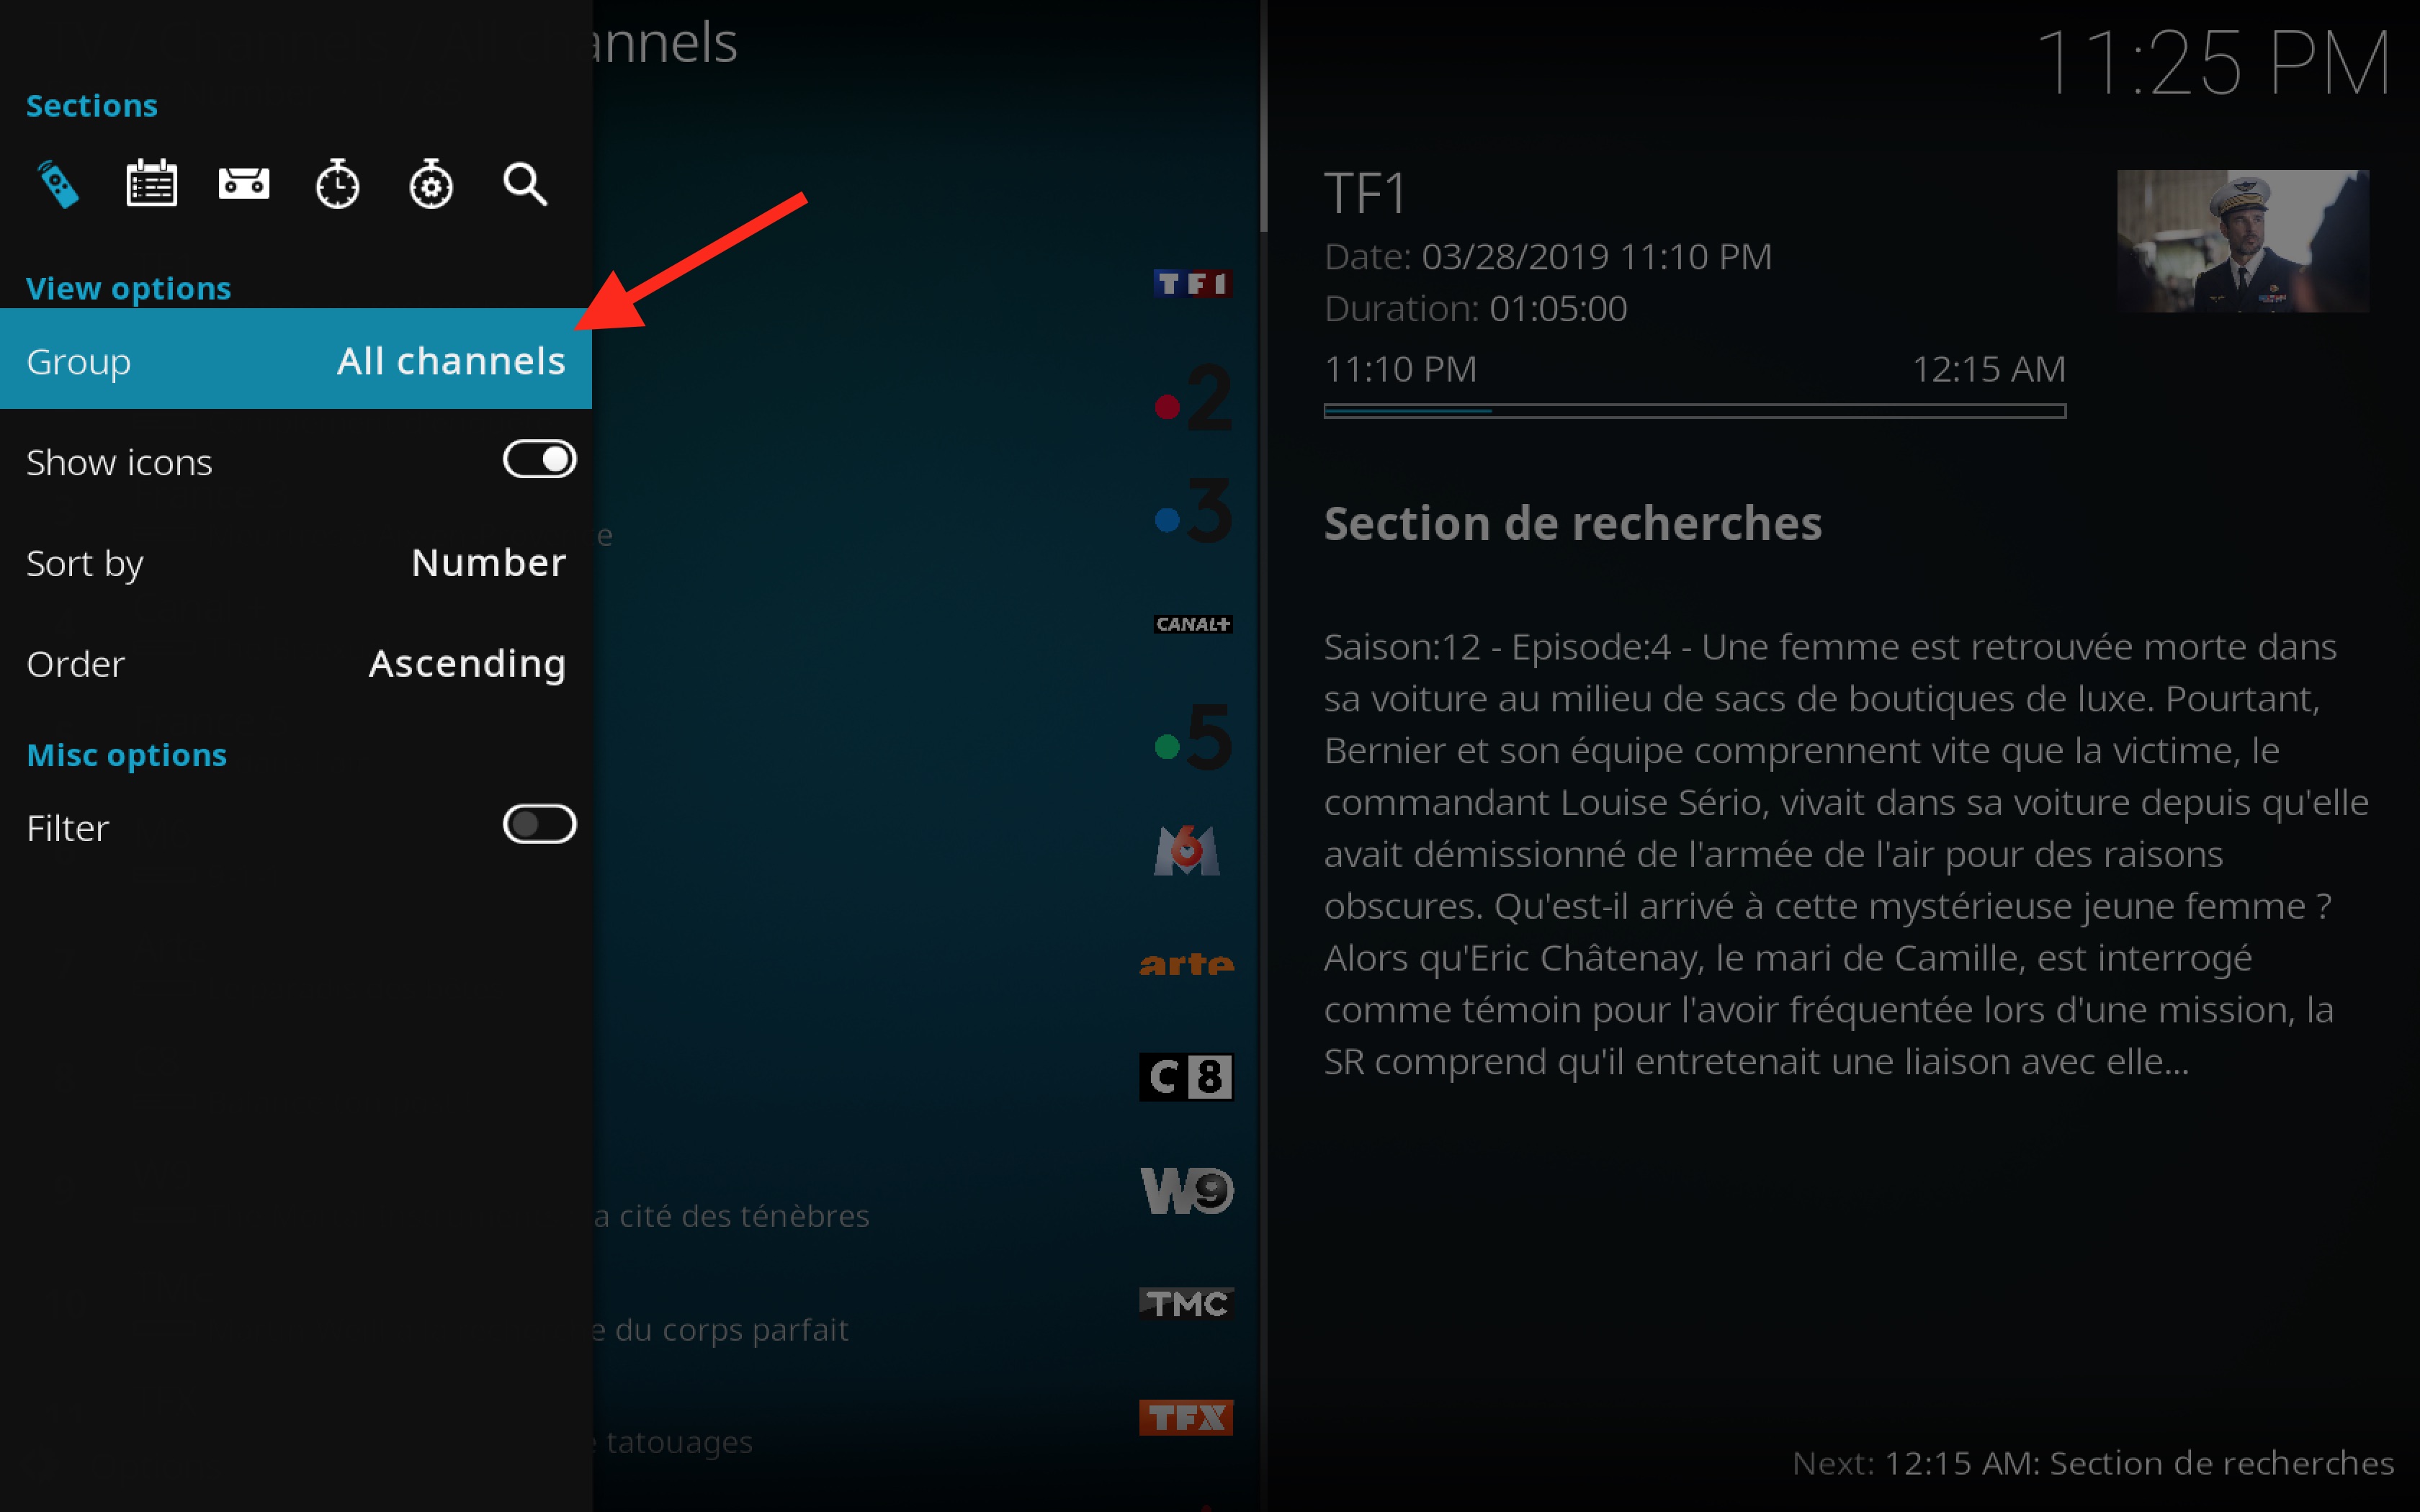 annels
11:25 PM
Sections
View options
Group All channels
Show icons
Sort by Number
Order Ascending
Misc options
Filter
e
a cité des ténèbres
e du corps parfait
tatouages
TF1
2
3
CANAL+
5
M6
arte
C8
W9
TMC
TFX
TF1
Date: 03/28/2019 11:10 PM
Duration: 01:05:00
11:10 PM 12:15 AM
Section de recherches
Saison:12 - Episode:4 - Une femme est retrouvée morte dans
sa voiture au milieu de sacs de boutiques de luxe. Pourtant,
Bernier et son équipe comprennent vite que la victime, le
commandant Louise Sério, vivait dans sa voiture depuis qu'elle
avait démissionné de l'armée de l'air pour des raisons
obscures. Qu'est-il arrivé à cette mystérieuse jeune femme ?
Alors qu'Eric Châtenay, le mari de Camille, est interrogé
comme témoin pour l'avoir fréquentée lors d'une mission, la
SR comprend qu'il entretenait une liaison avec elle...
Next: 12:15 AM: Section de recherches